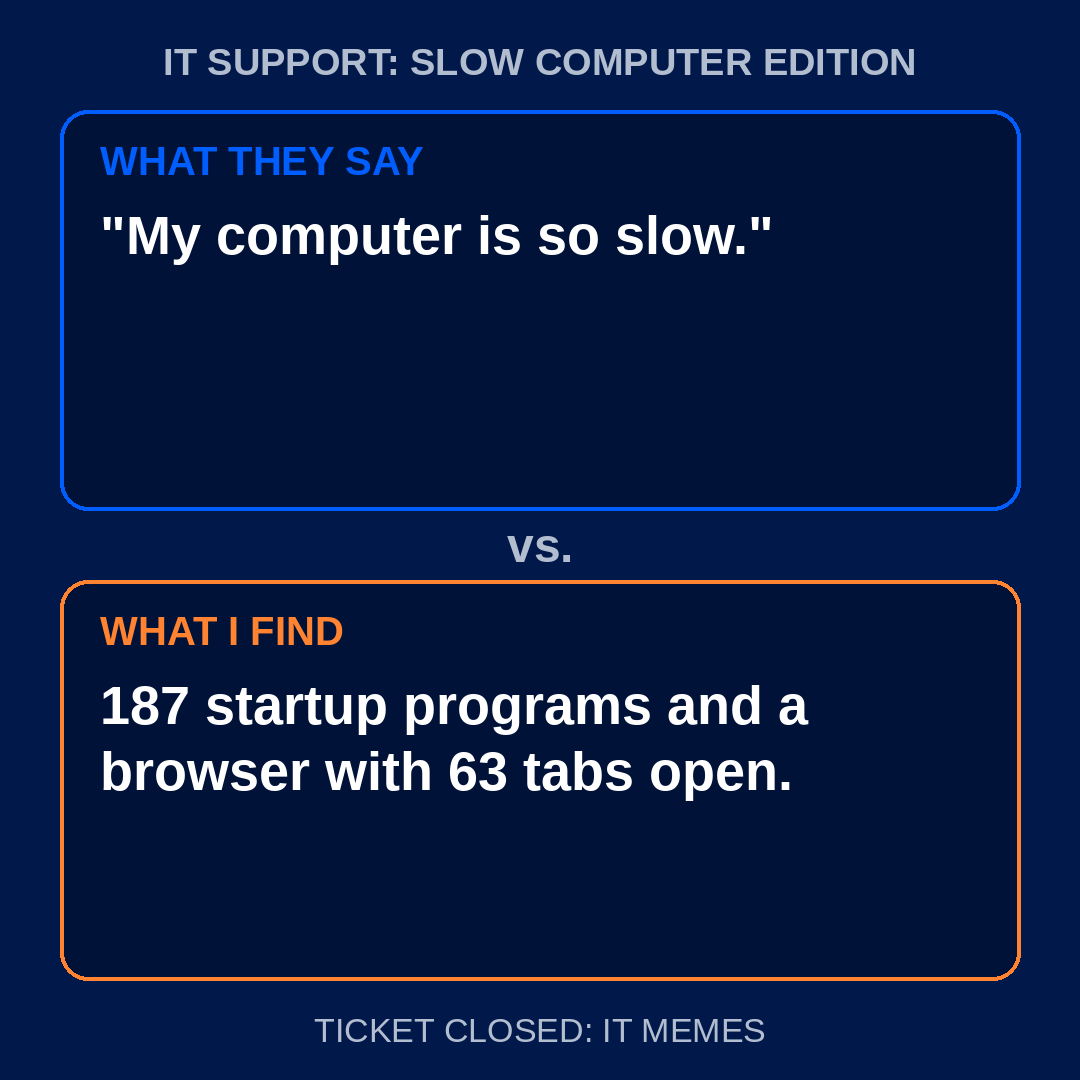 IT SUPPORT: SLOW COMPUTER EDITION
WHAT THEY SAY
"My computer is so slow."
vs.
WHAT I FIND
187 startup programs and a
browser with 63 tabs open.
TICKET CLOSED: IT MEMES